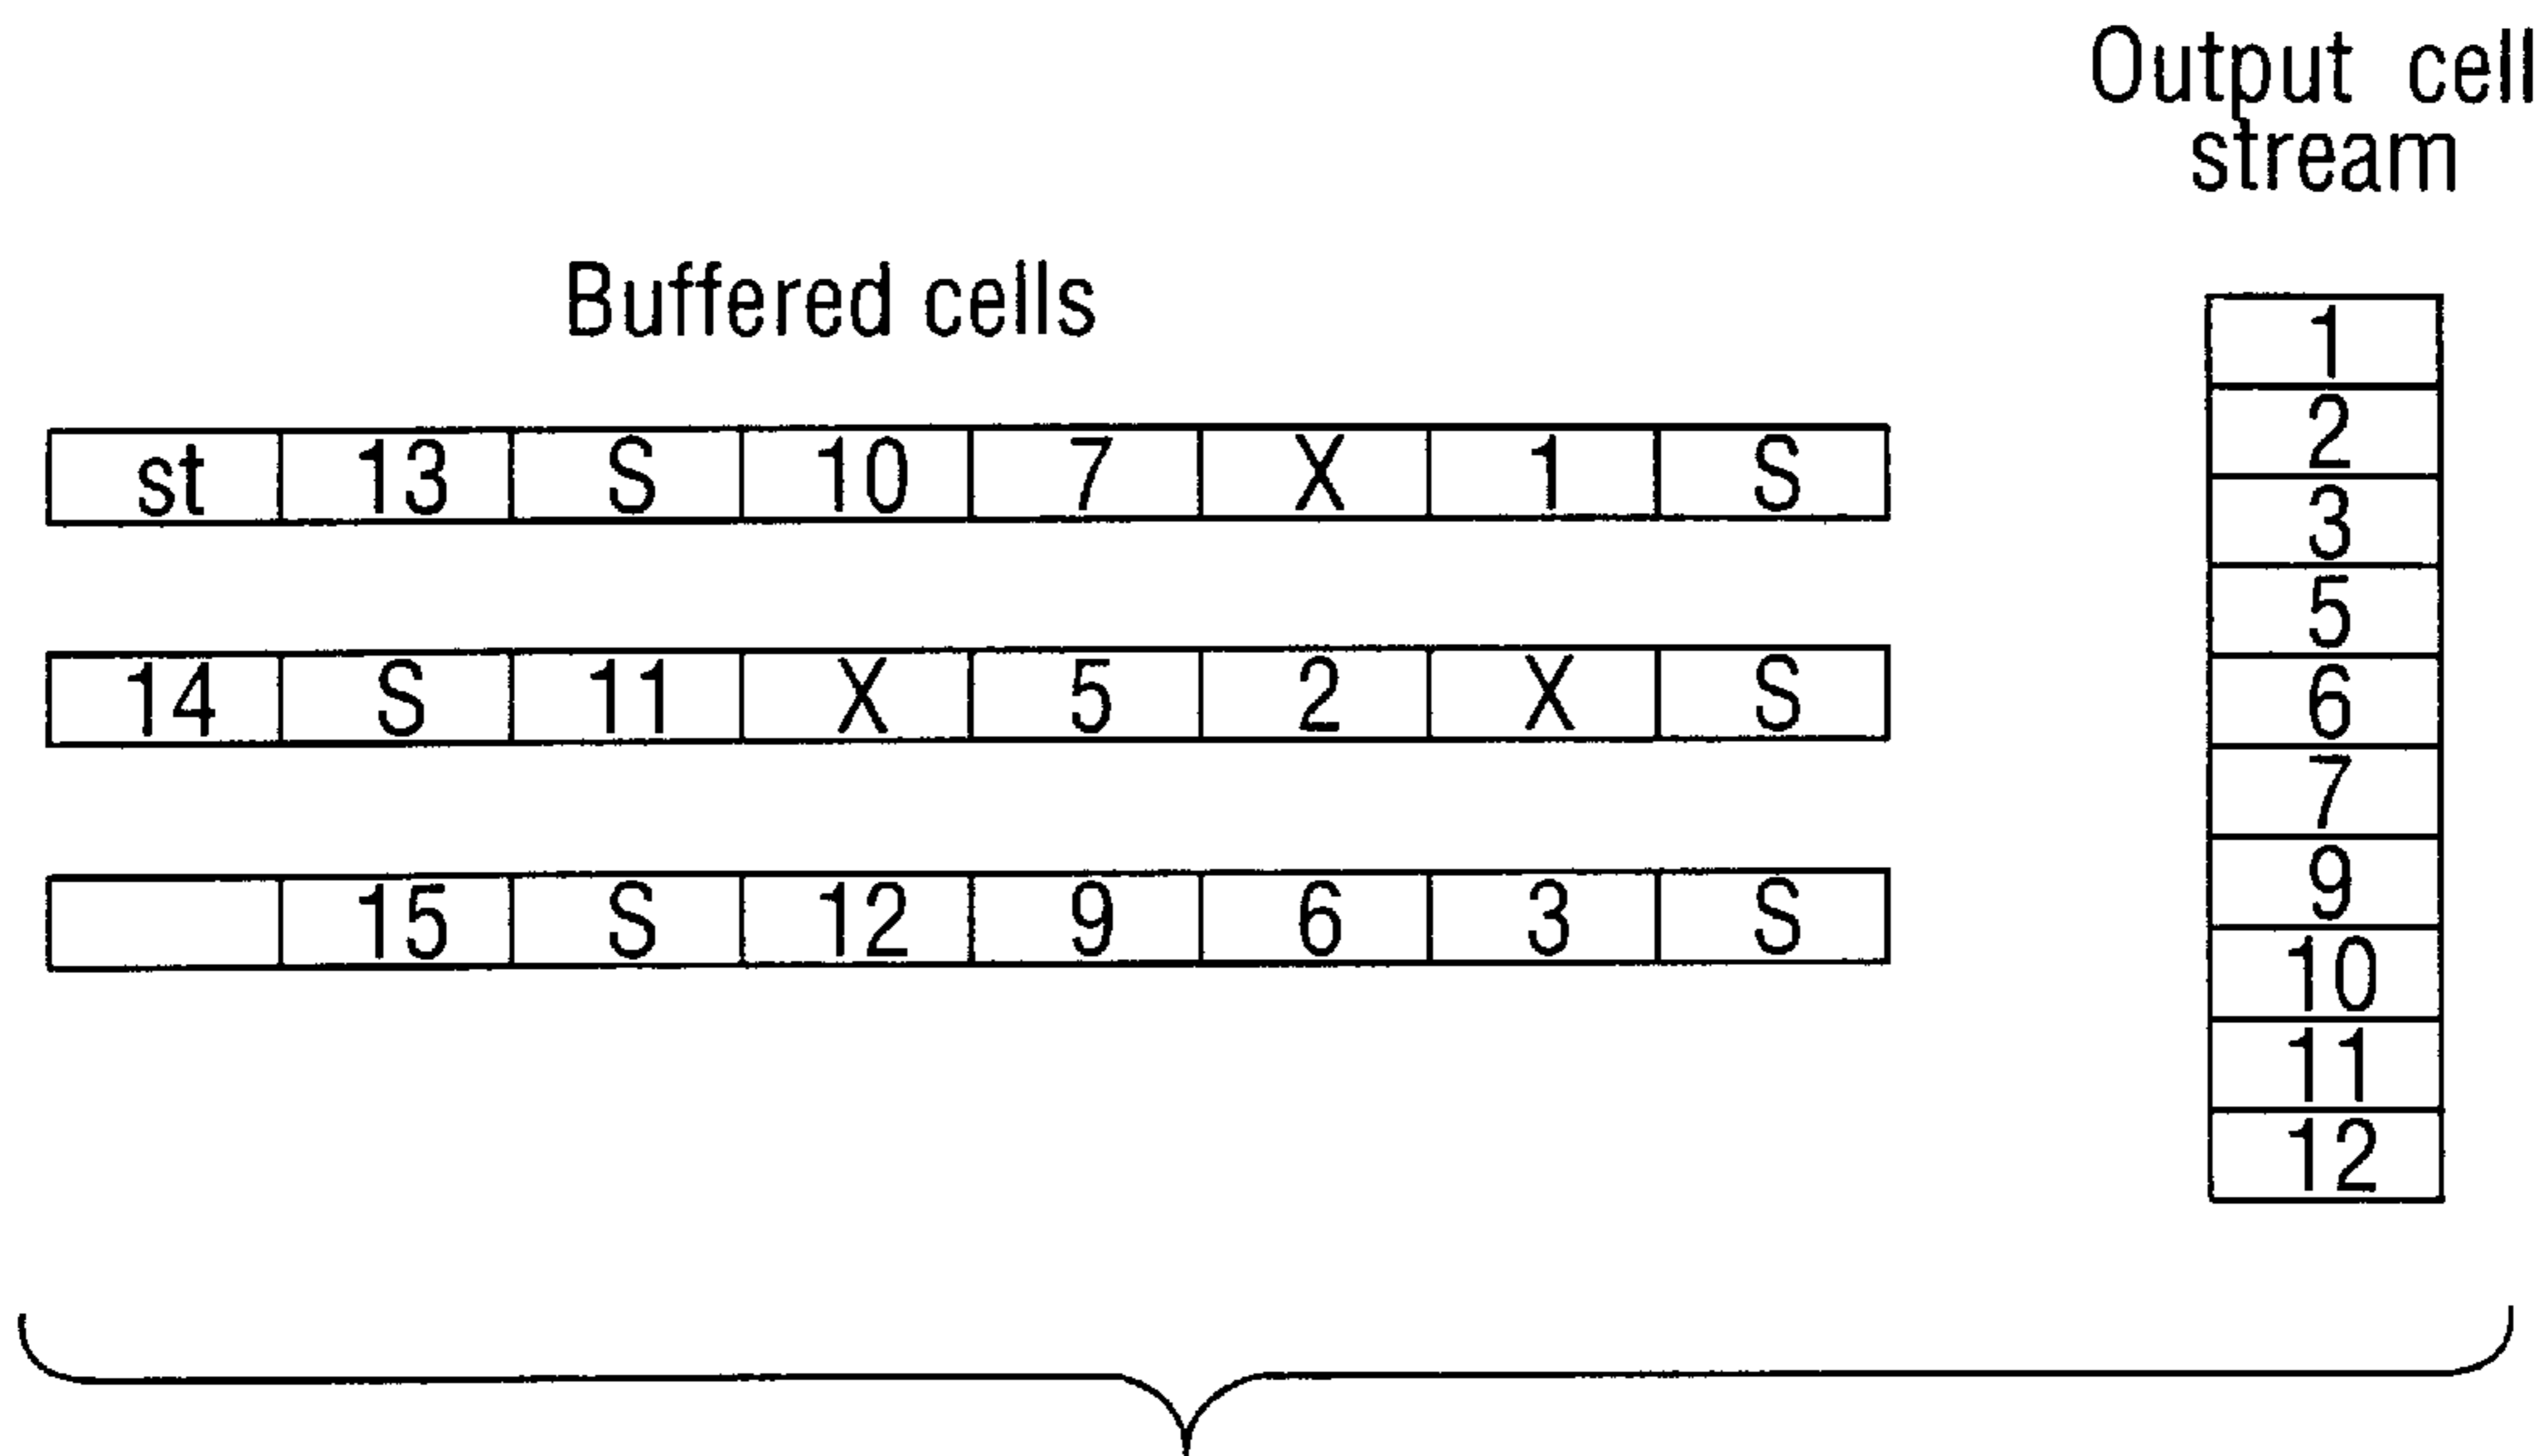 Output cell
stream
Buffered cells
st 13 S 10 7 X 1 S
14 S 11 X 5 2 X S
15 S 12 9 6 3 S
1
2
3
5
6
7
9
10
11
12